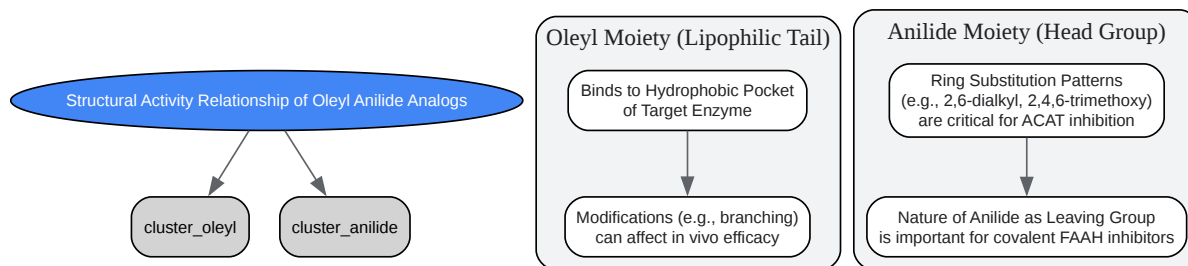 Structural Activity Relationship of Oleyl Anilide Analogs
cluster_oleyl
cluster_anilide
Oleyl Moiety (Lipophilic Tail)
Binds to Hydrophobic Pocket
of Target Enzyme
Modifications (e.g., branching)
can affect in vivo efficacy
Anilide Moiety (Head Group)
Ring Substitution Patterns
(e.g., 2,6-dialkyl, 2,4,6-trimethoxy)
are critical for ACAT inhibition
Nature of Anilide as Leaving Group
is important for covalent FAAH inhibitors